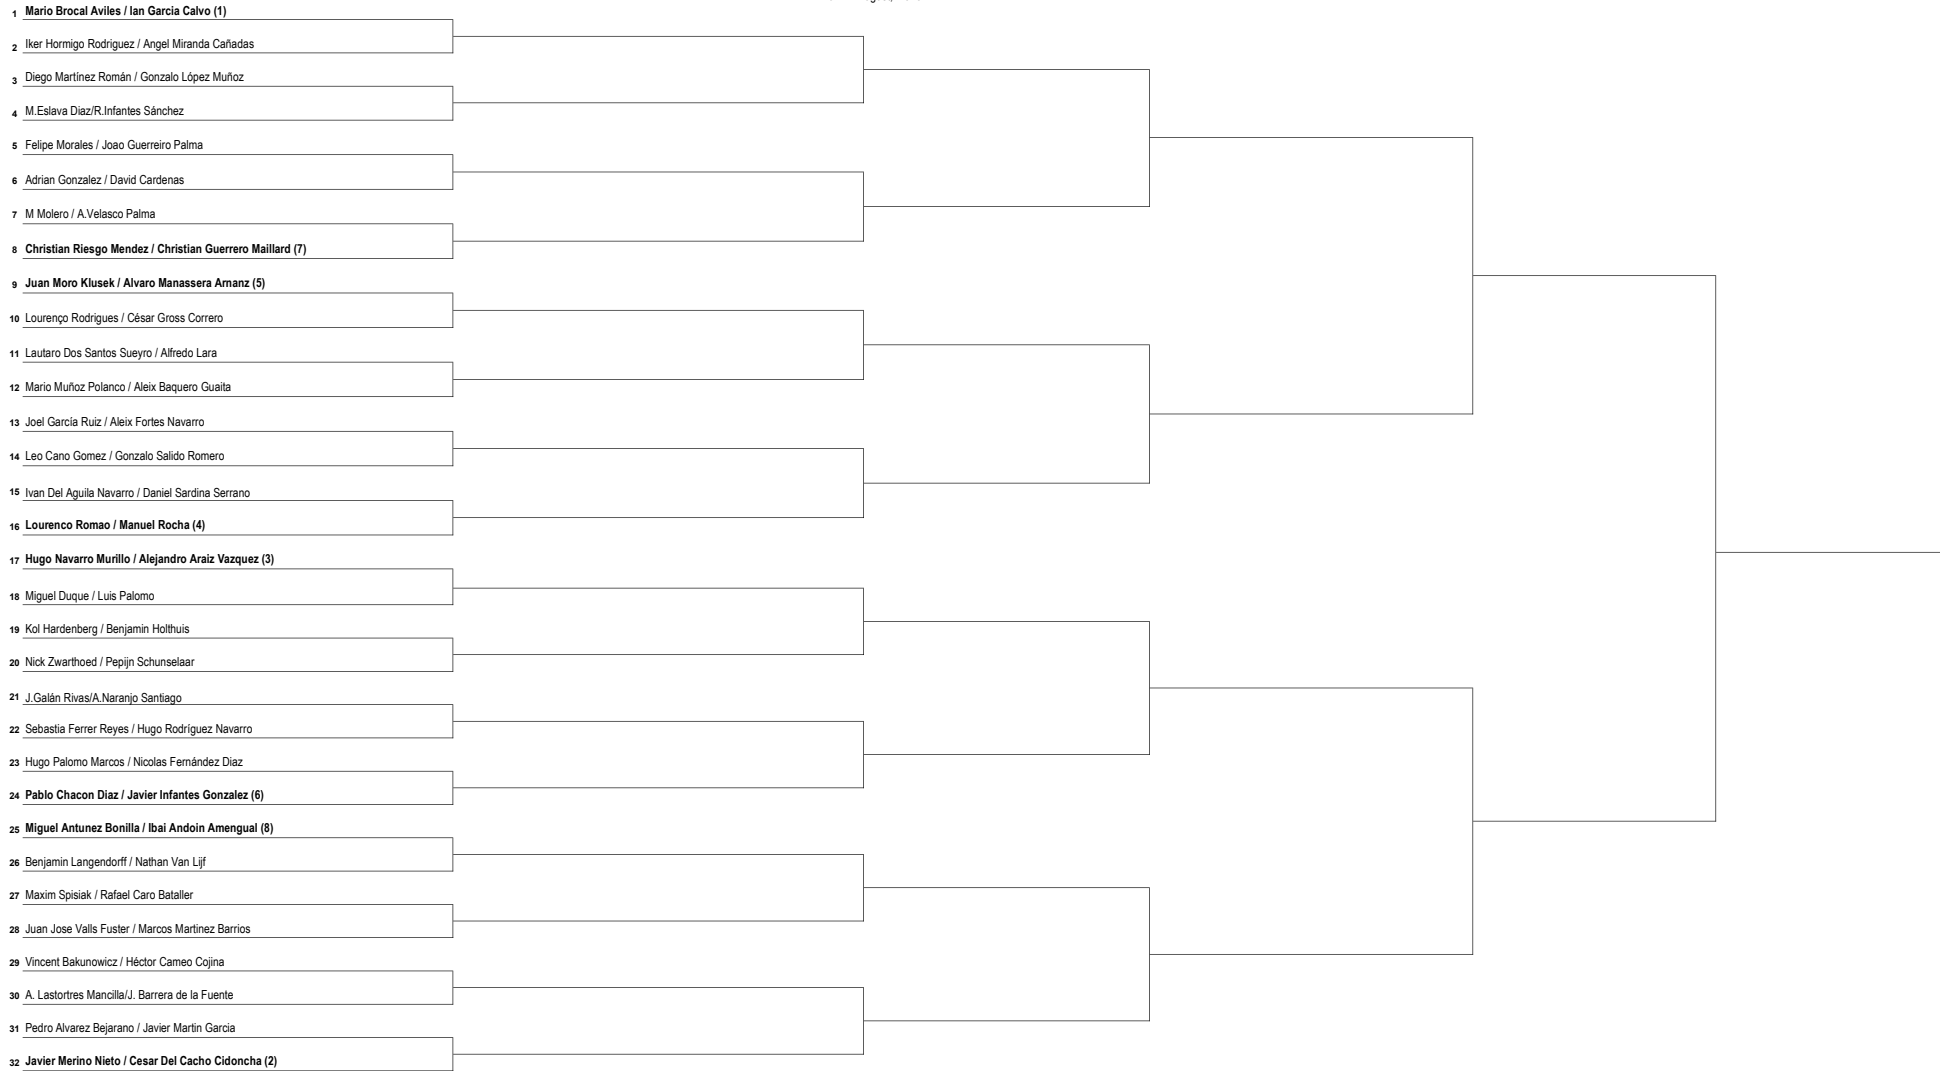 1 Mario Brocal Aviles / Ian Garcia Calvo (1)
2 Iker Hormigo Rodriguez / Angel Miranda Cañadas
3 Diego Martínez Román / Gonzalo López Muñoz
4 M.Eslava Diaz/R.Infantes Sánchez
5 Felipe Morales / Joao Guerreiro Palma
6 Adrian Gonzalez / David Cardenas
7 M Molero / A.Velasco Palma
8 Christian Riesgo Mendez / Christian Guerrero Maillard (7)
9 Juan Moro Klusek / Alvaro Manassera Arnanz (5)
10 Lourenço Rodrigues / César Gross Correro
11 Lautaro Dos Santos Sueyro / Alfredo Lara
12 Mario Muñoz Polanco / Aleix Baquero Guaita
13 Joel García Ruiz / Aleix Fortes Navarro
14 Leo Cano Gomez / Gonzalo Salido Romero
15 Ivan Del Aguila Navarro / Daniel Sardina Serrano
16 Lourenco Romao / Manuel Rocha (4)
17 Hugo Navarro Murillo / Alejandro Araiz Vazquez (3)
18 Miguel Duque / Luis Palomo
19 Kol Hardenberg / Benjamin Holthuis
20 Nick Zwarthoed / Pepijn Schunselaar
21 J.Galán Rivas/A.Naranjo Santiago
22 Sebastia Ferrer Reyes / Hugo Rodríguez Navarro
23 Hugo Palomo Marcos / Nicolas Fernández Diaz
24 Pablo Chacon Diaz / Javier Infantes Gonzalez (6)
25 Miguel Antunez Bonilla / Ibai Andoin Amengual (8)
26 Benjamin Langendorff / Nathan Van Lijf
27 Maxim Spisiak / Rafael Caro Bataller
28 Juan Jose Valls Fuster / Marcos Martinez Barrios
29 Vincent Bakunowicz / Héctor Cameo Cojina
30 A. Lastortres Mancilla/J. Barrera de la Fuente
31 Pedro Alvarez Bejarano / Javier Martin Garcia
32 Javier Merino Nieto / Cesar Del Cacho Cidoncha (2)